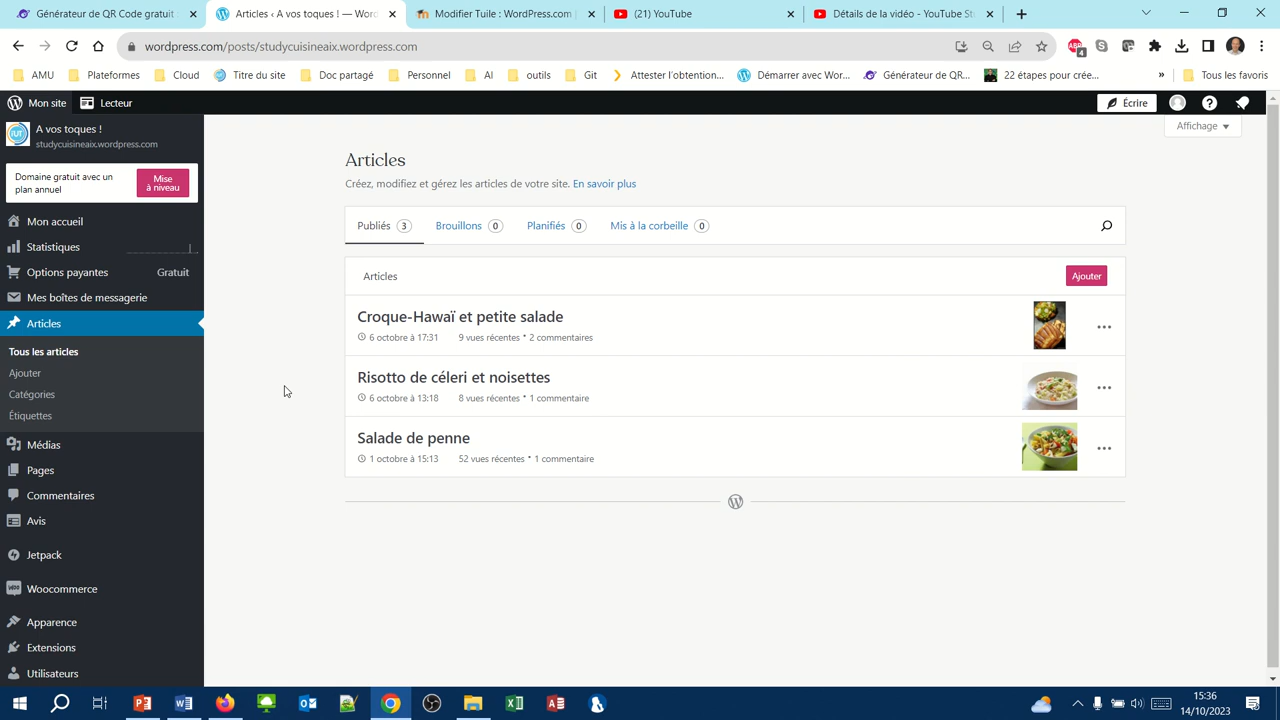 Générateur de QR Code gratuit
Articles ‹ A vos toques ! — Wor
Modification de Test import ce
(21) YouTube
Détails de la vidéo - YouTube St
wordpress.com/posts/studycuisineaix.wordpress.com
4
AMU
Plateformes
Cloud
Titre du site
Doc partagé
Personnel
AI
outils
Git
Attester l'obtention...
Démarrer avec Wor...
Générateur de QR...
22 étapes pour crée...
»
Tous les favoris
Mon site
Lecteur
Écrire
A vos toques !
studycuisineaix.wordpress.com
Affichage
Domaine gratuit avec un
plan annuel
Mise
à niveau
Mon accueil
Statistiques
Options payantes
Gratuit
Mes boîtes de messagerie
Articles
Tous les articles
Ajouter
Catégories
Étiquettes
Médias
Pages
Commentaires
Avis
Jetpack
Woocommerce
Apparence
Extensions
Utilisateurs
Articles
Créez, modifiez et gérez les articles de votre site. En savoir plus
Publiés 3
Brouillons 0
Planifiés 0
Mis à la corbeille 0
Articles
Ajouter
Croque-Hawaï et petite salade
6 octobre à 17:31
9 vues récentes • 2 commentaires
Risotto de céleri et noisettes
6 octobre à 13:18
8 vues récentes • 1 commentaire
Salade de penne
1 octobre à 15:13
52 vues récentes • 1 commentaire
15:36
14/10/2023